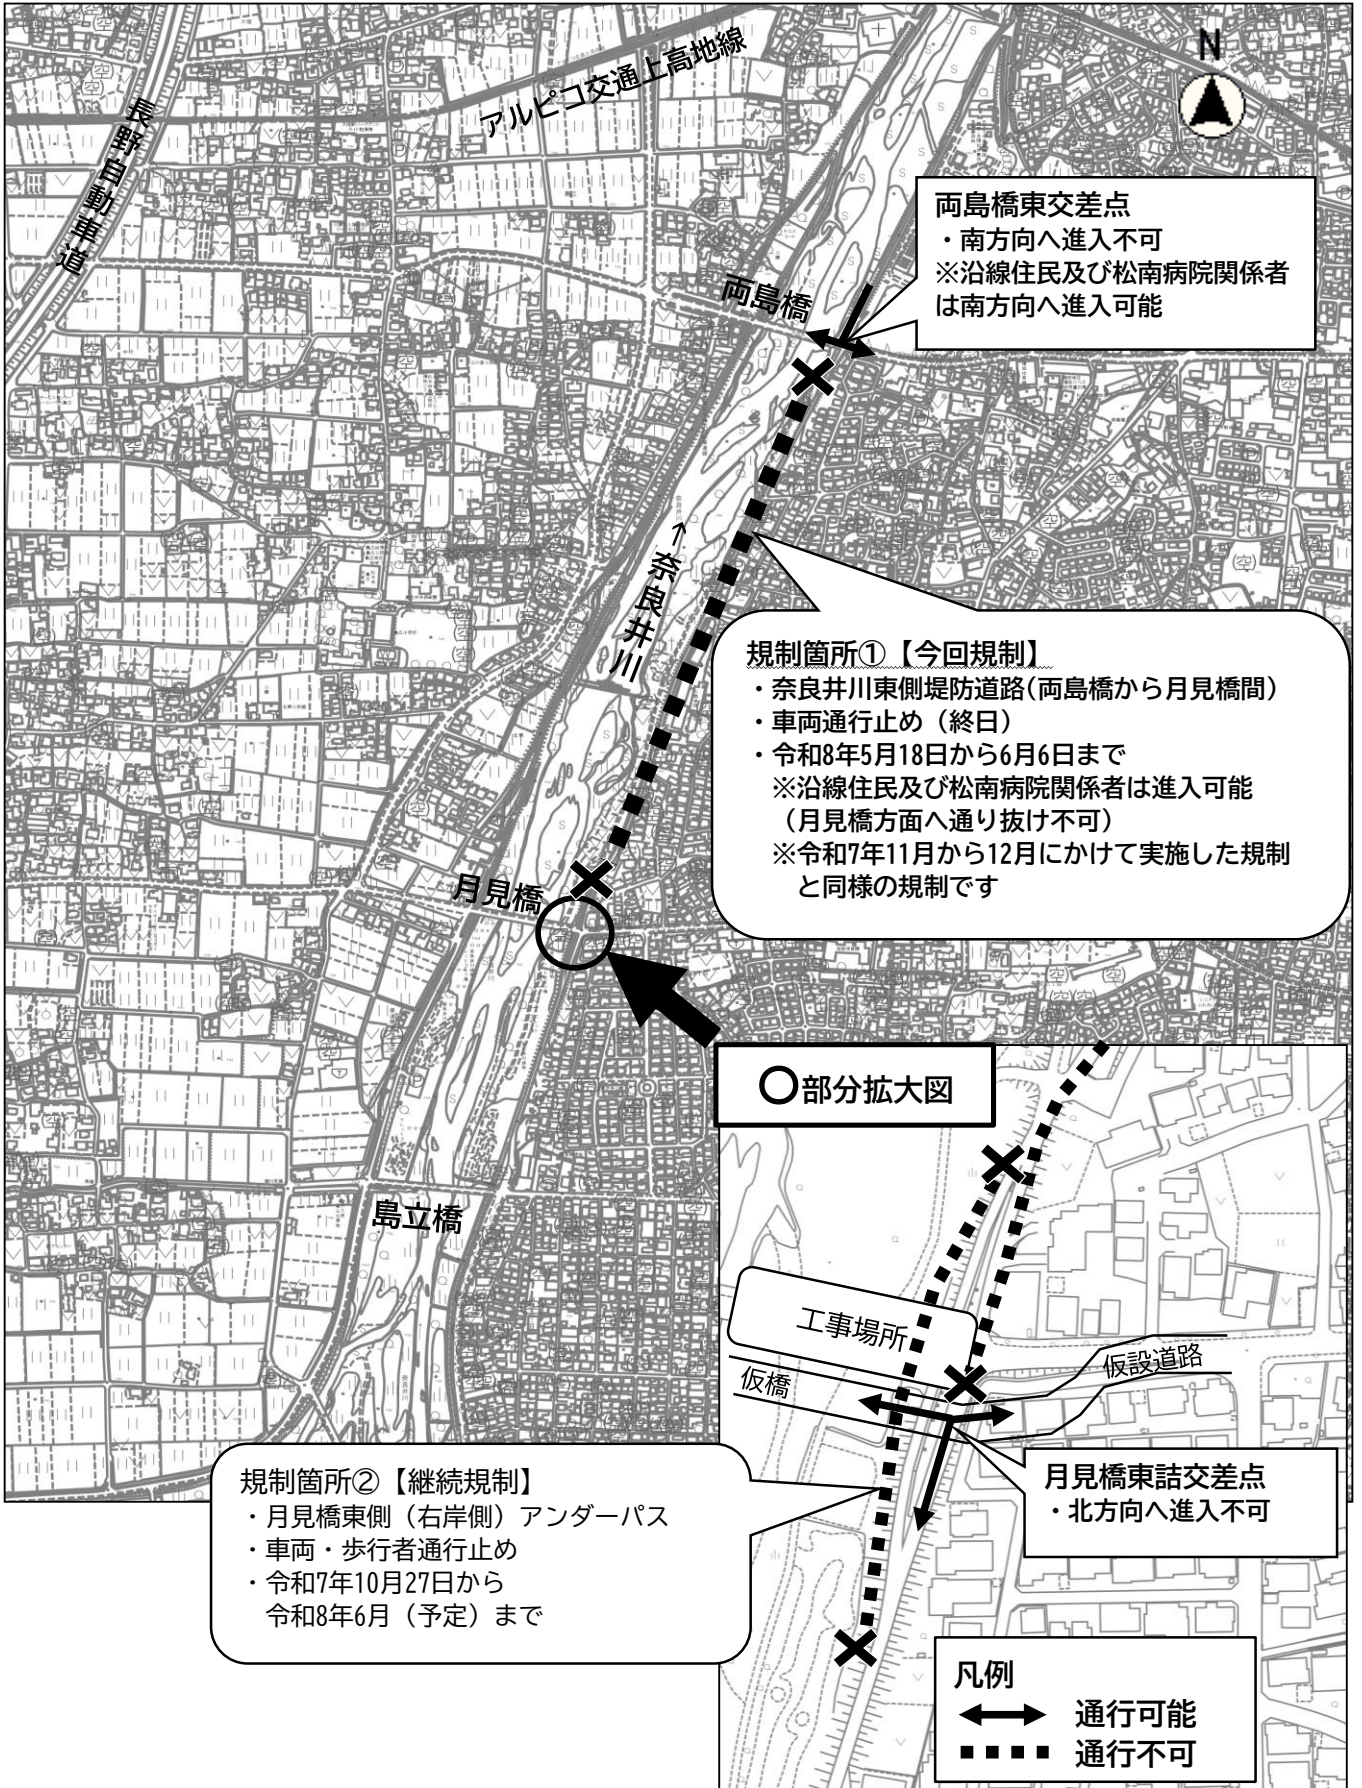 N
アルピコ交通上高地線
長野自動車道
両島橋東交差点
・南方向へ進入不可
※沿線住民及び松南病院関係者
は南方向へ進入可能
両島橋
↑奈良井川
規制箇所①【今回規制】
・奈良井川東側堤防道路(両島橋から月見橋間)
・車両通行止め（終日）
・令和8年5月18日から6月6日まで
※沿線住民及び松南病院関係者は進入可能
（月見橋方面へ通り抜け不可）
※令和7年11月から12月にかけて実施した規制
と同様の規制です
月見橋
○部分拡大図
島立橋
工事場所
仮橋
仮設道路
月見橋東詰交差点
・北方向へ進入不可
規制箇所②【継続規制】
・月見橋東側（右岸側）アンダーパス
・車両・歩行者通行止め
・令和7年10月27日から
令和8年6月（予定）まで
凡例
通行可能
通行不可